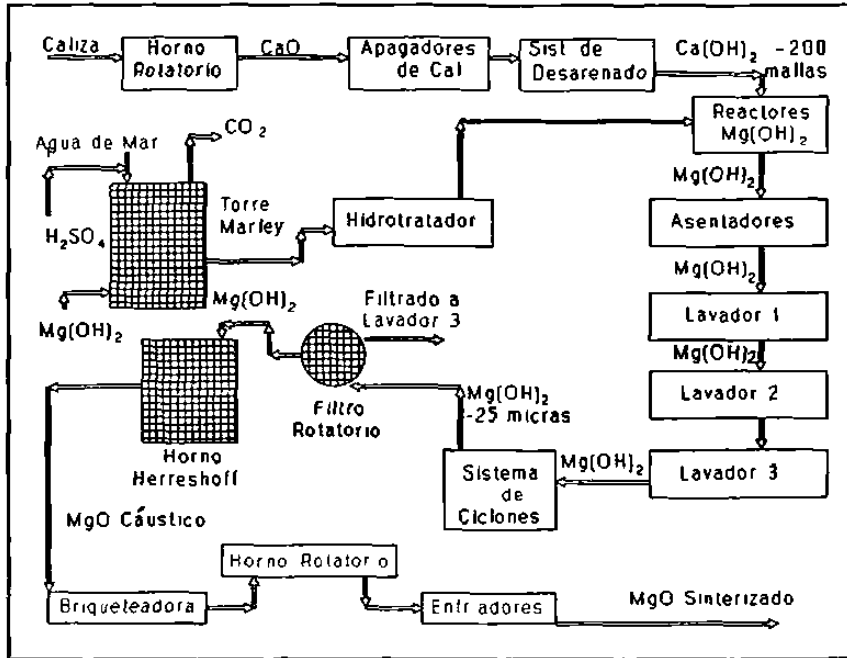 Caliza
Horno
Rotatorio
CaO
Apagadores
de Cal
Sist de
Desarenado
Ca(OH)2 -200
mallas
Reactores
Mg(OH)2
Agua de Mar
CO2
H2SO4
Mg(OH)2
Torre
Marley
Hidrotratador
Mg(OH)2
Asentadores
Mg(OH)2
Lavador 1
Mg(OH)2
Lavador 2
Lavador 3
Mg(OH)2
Sistema
de
Ciclones
Mg(OH)2
-25 micras
Filtro
Rotatorio
Filtrado a
Lavador 3
Mg(OH)2
Horno
Herreshoff
MgO Cáustico
Briqueteadora
Horno Rotator o
Enfr adores
MgO Sinterizado